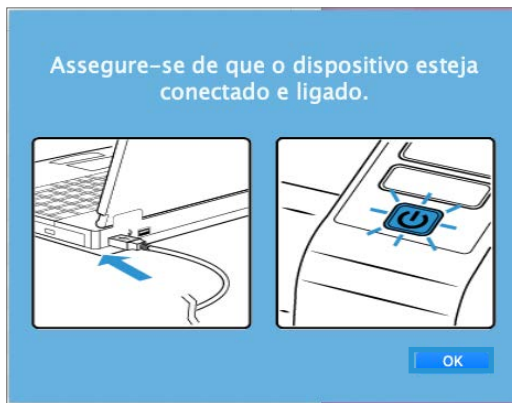 Assegure-se de que o dispositivo esteja
conectado e ligado.
OK